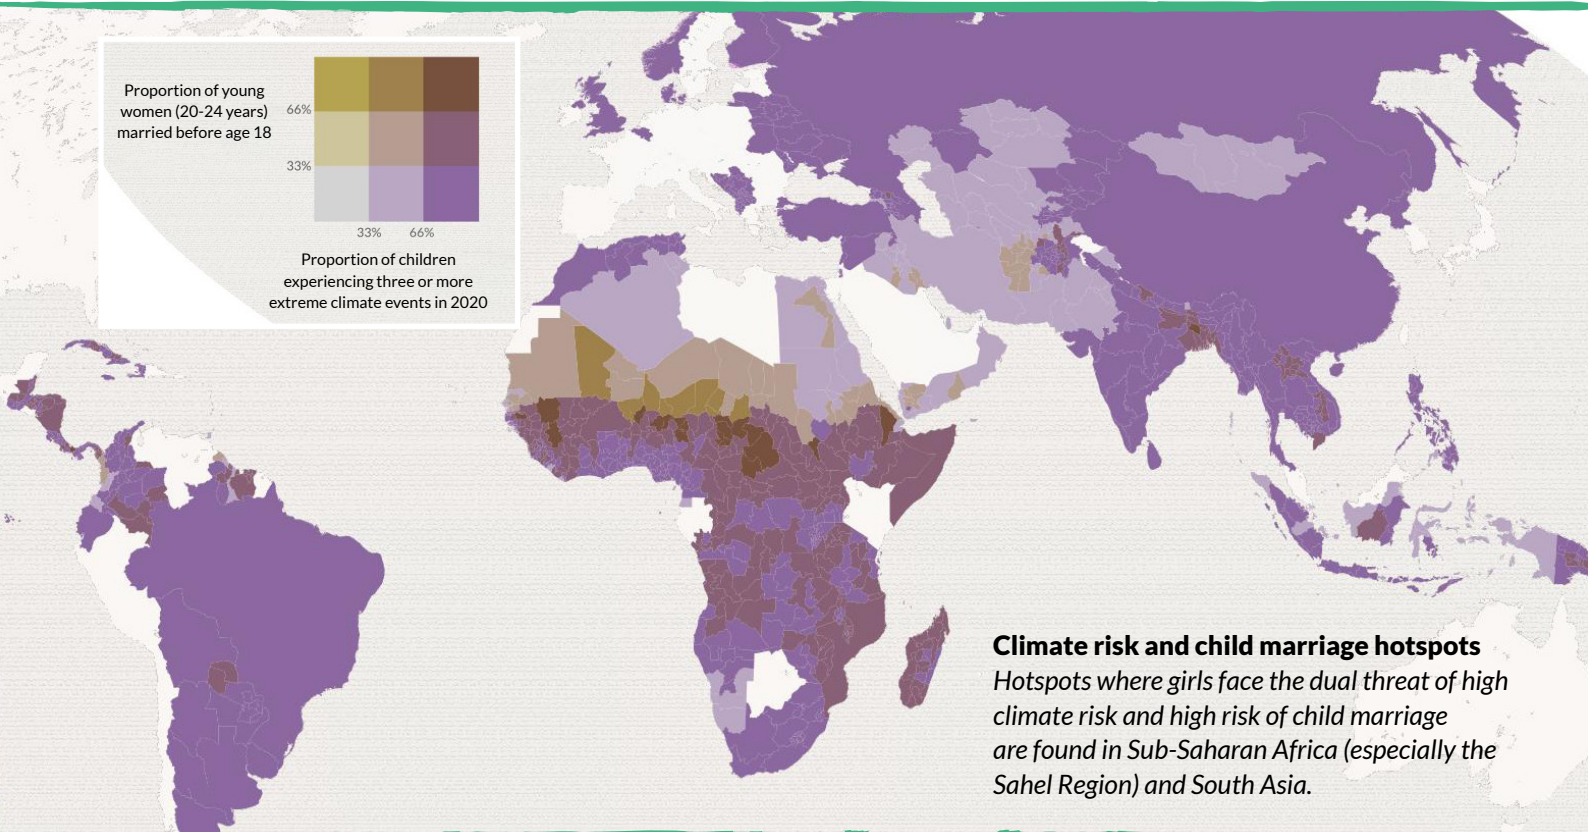 Proportion of young
women (20-24 years)
married before age 18
66%
33%
33%
66%
Proportion of children
experiencing three or more
extreme climate events in 2020
Climate risk and child marriage hotspots
Hotspots where girls face the dual threat of high
climate risk and high risk of child marriage
are found in Sub-Saharan Africa (especially the
Sahel Region) and South Asia.